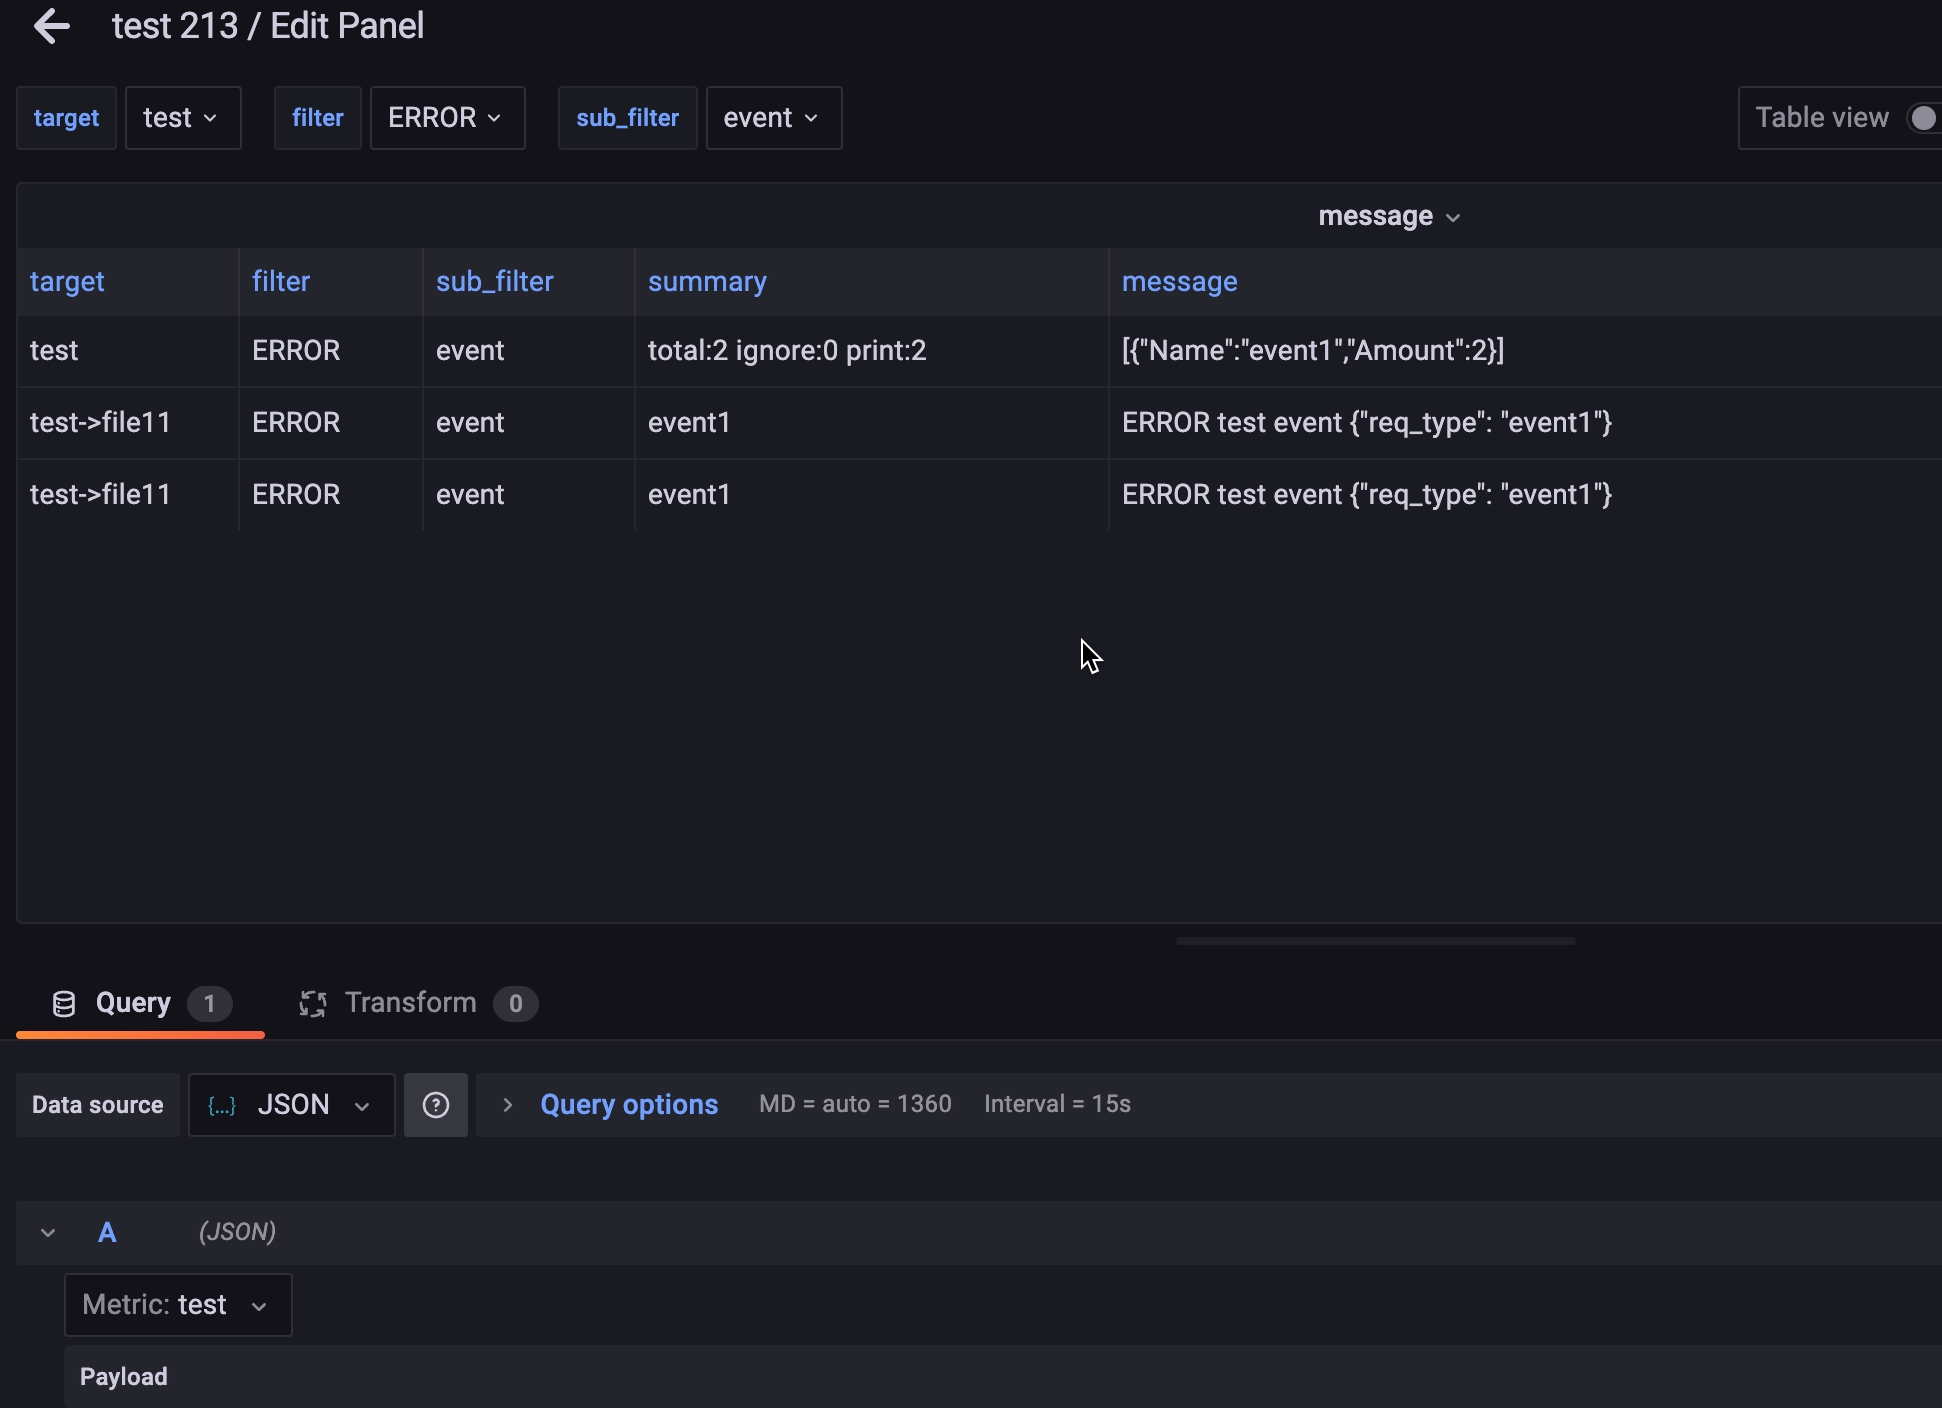 test 213 / Edit Panel
target test filter ERROR sub_filter event Table view
message
target filter sub_filter summary message
test ERROR event total:2 ignore:0 print:2 [{"Name":"event1","Amount":2}]
test->file11 ERROR event event1 ERROR test event {"req_type": "event1"}
test->file11 ERROR event event1 ERROR test event {"req_type": "event1"}
Query 1 Transform 0
Data source {...} JSON ? Query options MD = auto = 1360 Interval = 15s
A (JSON)
Metric: test
Payload